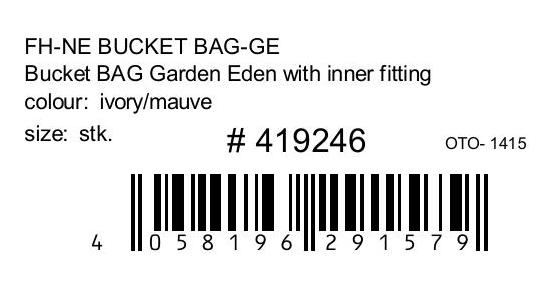 FH-NE BUCKET BAG-GE
Bucket BAG Garden Eden with inner fitting
colour: ivory/mauve
size: stk.
# 419246
OTO- 1415
4 058196 291579